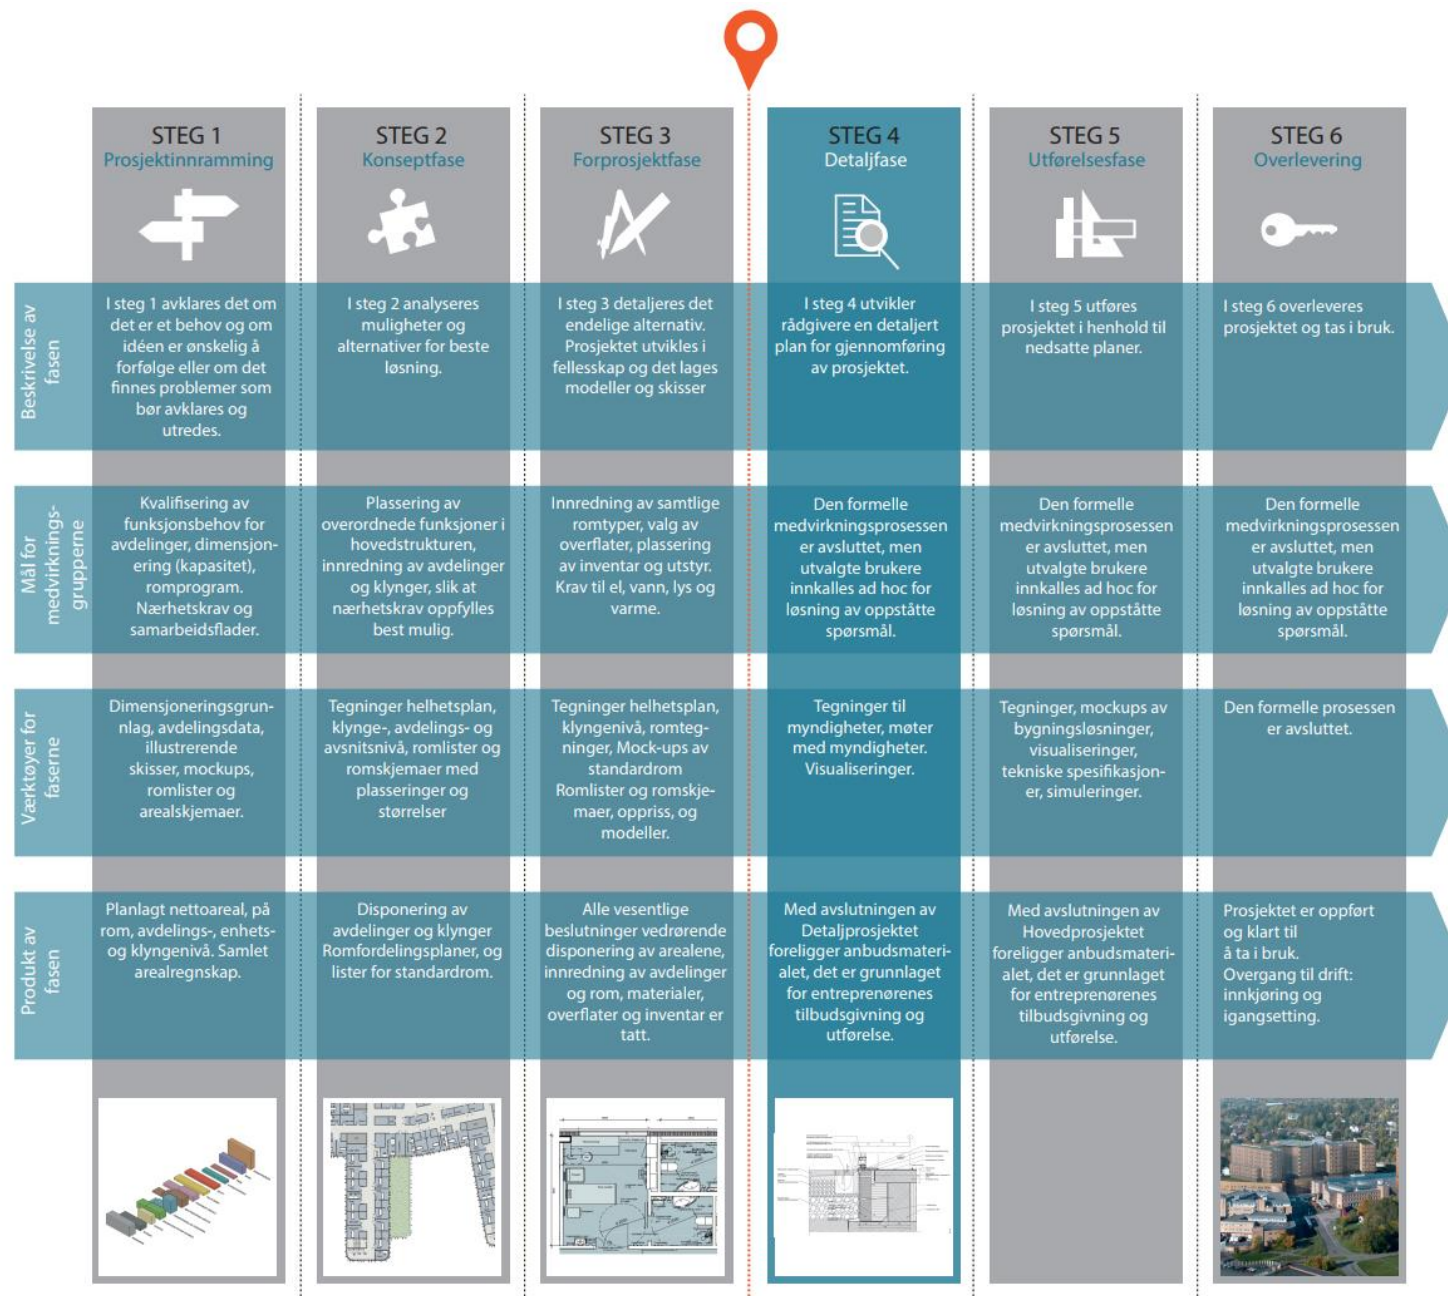 STEG 1
Prosjektinnramming
STEG 2
Konseptfase
STEG 3
Forprosjektfase
STEG 4
Detaljfase
STEG 5
Utførelsesfase
STEG 6
Overlevering
Beskrivelse av
fasen
I steg 1 avklares det om
det er et behov og om
idéen er ønskelig å
forfølge eller om det
finnes problemer som
bør avklares og
utredes.
I steg 2 analyseres
muligheter og
alternativer for beste
løsning.
I steg 3 detaljeres det
endelige alternativ.
Prosjektet utvikles i
fellesskap og det lages
modeller og skisser
I steg 4 utvikler
rådgivere en detaljert
plan for gjennomføring
av prosjektet.
I steg 5 utføres
prosjektet i henhold til
nedsatte planer.
I steg 6 overleveres
prosjektet og tas i bruk.
Mål for
medvirknings-
grupperne
Kvalifisering av
funksjonsbehov for
avdelinger, dimensjon-
ering (kapasitet),
romprogram.
Nærhetskrav og
samarbeidsflader.
Plassering av
overordnede funksjoner i
hovedstrukturen,
innredning av avdelinger
og klynger, slik at
nærhetskrav oppfylles
best mulig.
Innredning av samtlige
romtyper, valg av
overflater, plassering
av inventar og utstyr.
Krav til el, vann, lys og
varme.
Den formelle
medvirkningsprosessen
er avsluttet, men
utvalgte brukere
innkalles ad hoc for
løsning av oppståtte
spørsmål.
Den formelle
medvirkningsprosessen
er avsluttet, men
utvalgte brukere
innkalles ad hoc for
løsning av oppståtte
spørsmål.
Den formelle
medvirkningsprosessen
er avsluttet, men
utvalgte brukere
innkalles ad hoc for
løsning av oppståtte
spørsmål.
Værktøyer for
faserne
Dimensjoneringsgrun-
nlag, avdelingsdata,
illustrerende
skisser, mockups,
romlister og
arealskjemaer.
Tegninger helhetsplan,
klynge-, avdelings- og
avsnitsnivå, romlister og
romskjemaer med
plasseringer og
størrelser
Tegninger helhetsplan,
klyngenivå, romteg-
ninger, Mock-ups av
standardrom
Romlister og romskje-
maer, oppriss, og
modeller.
Tegninger til
myndigheter, møter
med myndigheter.
Visualiseringer.
Tegninger, mockups av
bygningsløsninger,
visualiseringer,
tekniske spesifikasjon-
er, simuleringer.
Den formelle prosessen
er avsluttet.
Produkt av
fasen
Planlagt nettoareal, på
rom, avdelings-, enhets-
og klyngenivå. Samlet
arealregnskap.
Disponering av
avdelinger og klynger
Romfordelingsplaner, og
lister for standardrom.
Alle vesentlige
beslutninger vedrørende
disponering av arealene,
innredning av avdelinger
og rom, materialer,
overflater og inventar er
tatt.
Med avslutningen av
Detaljprosjektet
foreligger anbudsmateri-
alet, det er grunnlaget
for entreprenørenes
tilbudsgivning og
utførelse.
Med avslutningen av
Hovedprosjektet
foreligger anbudsmateri-
alet, det er grunnlaget
for entreprenørenes
tilbudsgivning og
utførelse.
Prosjektet er oppført
og klart til
å ta i bruk.
Overgang til drift:
innkjøring og
igangsetting.